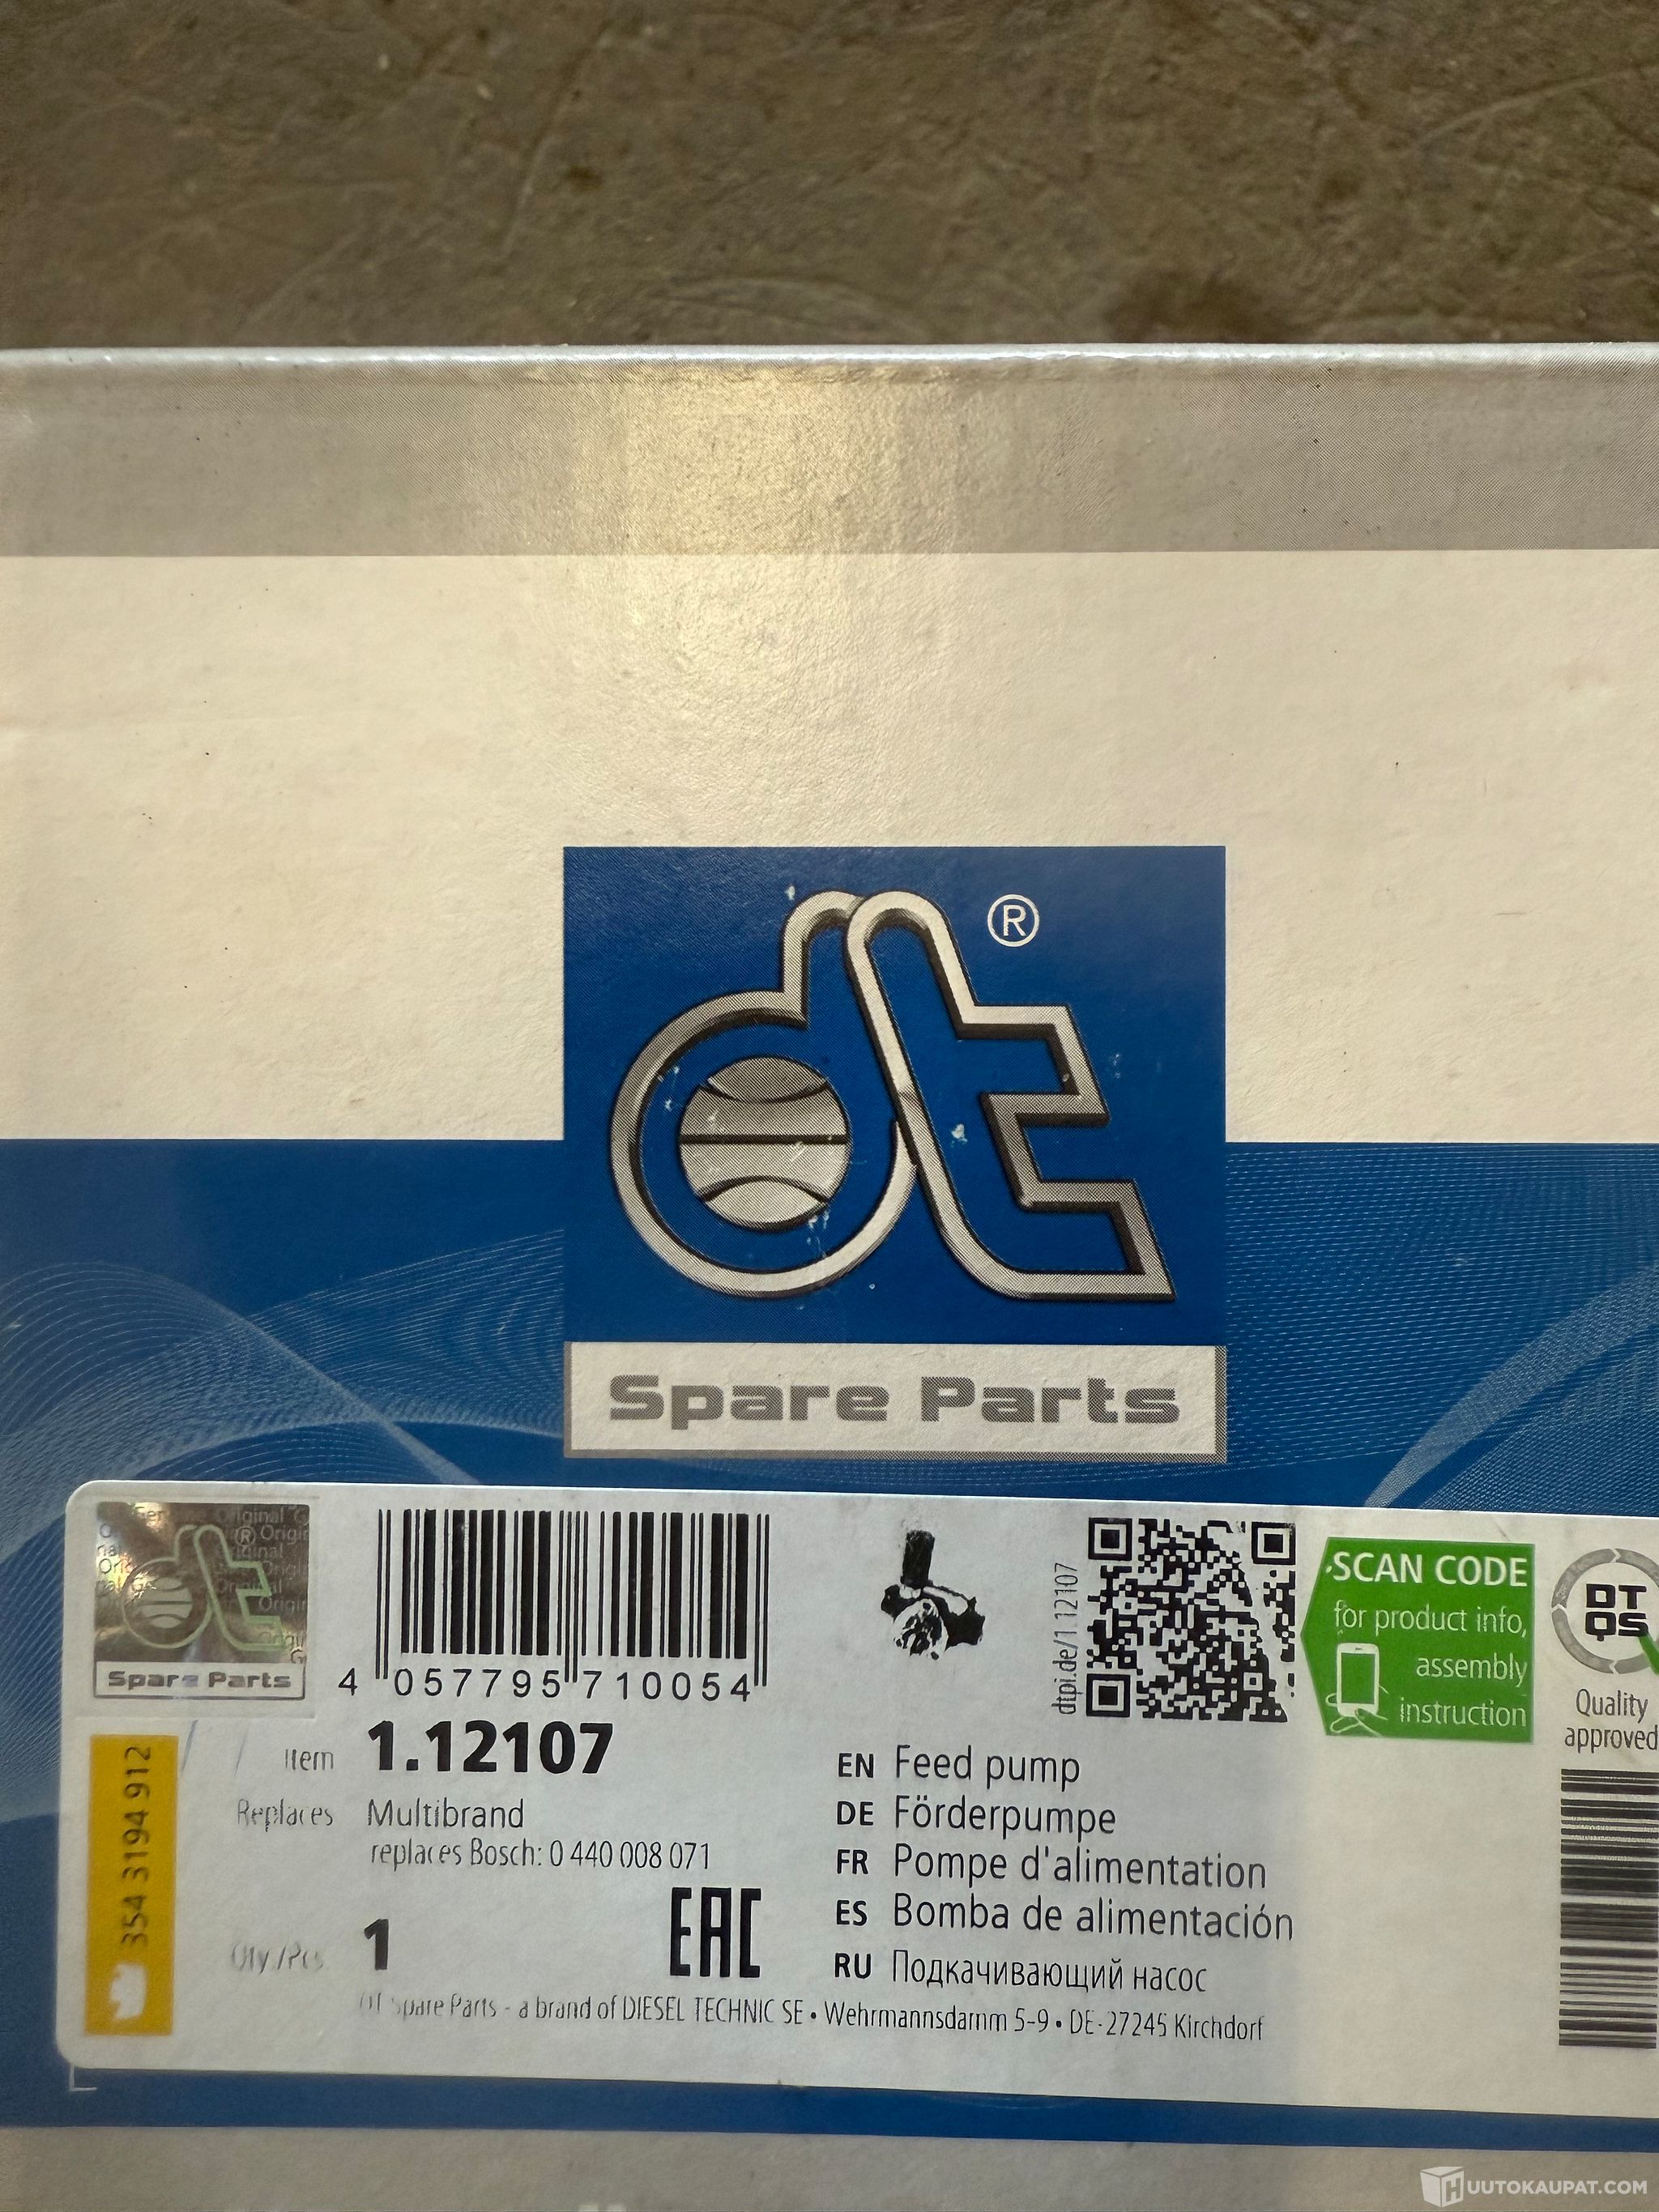 dt ®
Spare Parts
Original
dt ®
Spare Parts
4 057795 710054
dtpi.de/1.12107
SCAN CODE
for product info,
assembly
instruction
DT
QS
Quality
approved
354 3194 912
Item 1.12107
Replaces Multibrand
replaces Bosch: 0 440 008 071
Qty./Pcs 1
EAC
EN Feed pump
DE Förderpumpe
FR Pompe d'alimentation
ES Bomba de alimentación
RU Подкачивающий насос
DT Spare Parts - a brand of DIESEL TECHNIC SE • Wehrmannsdamm 5-9 • DE-27245 Kirchdorf
HUUTOKAUPAT.COM